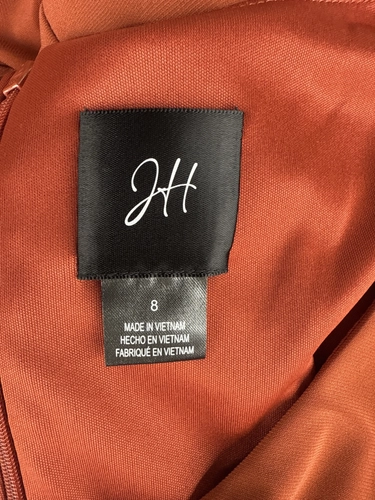 JH
8
MADE IN VIETNAM
HECHO EN VIETNAM
FABRIQUÉ EN VIETNAM